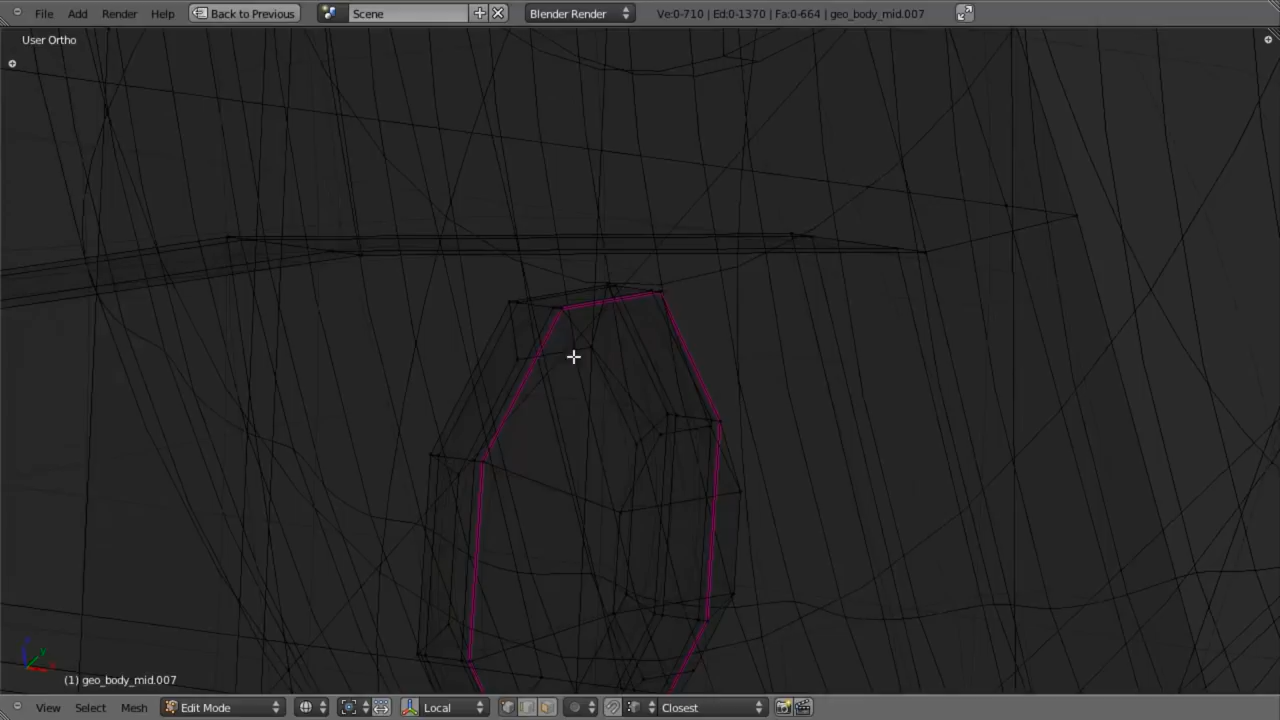 File Add Render Help Back to Previous Scene Blender Render Ve:0-710 | Ed:0-1370 | Fa:0-664 | geo_body_mid.007
User Ortho
(1) geo_body_mid.007
View Select Mesh Edit Mode Local Closest